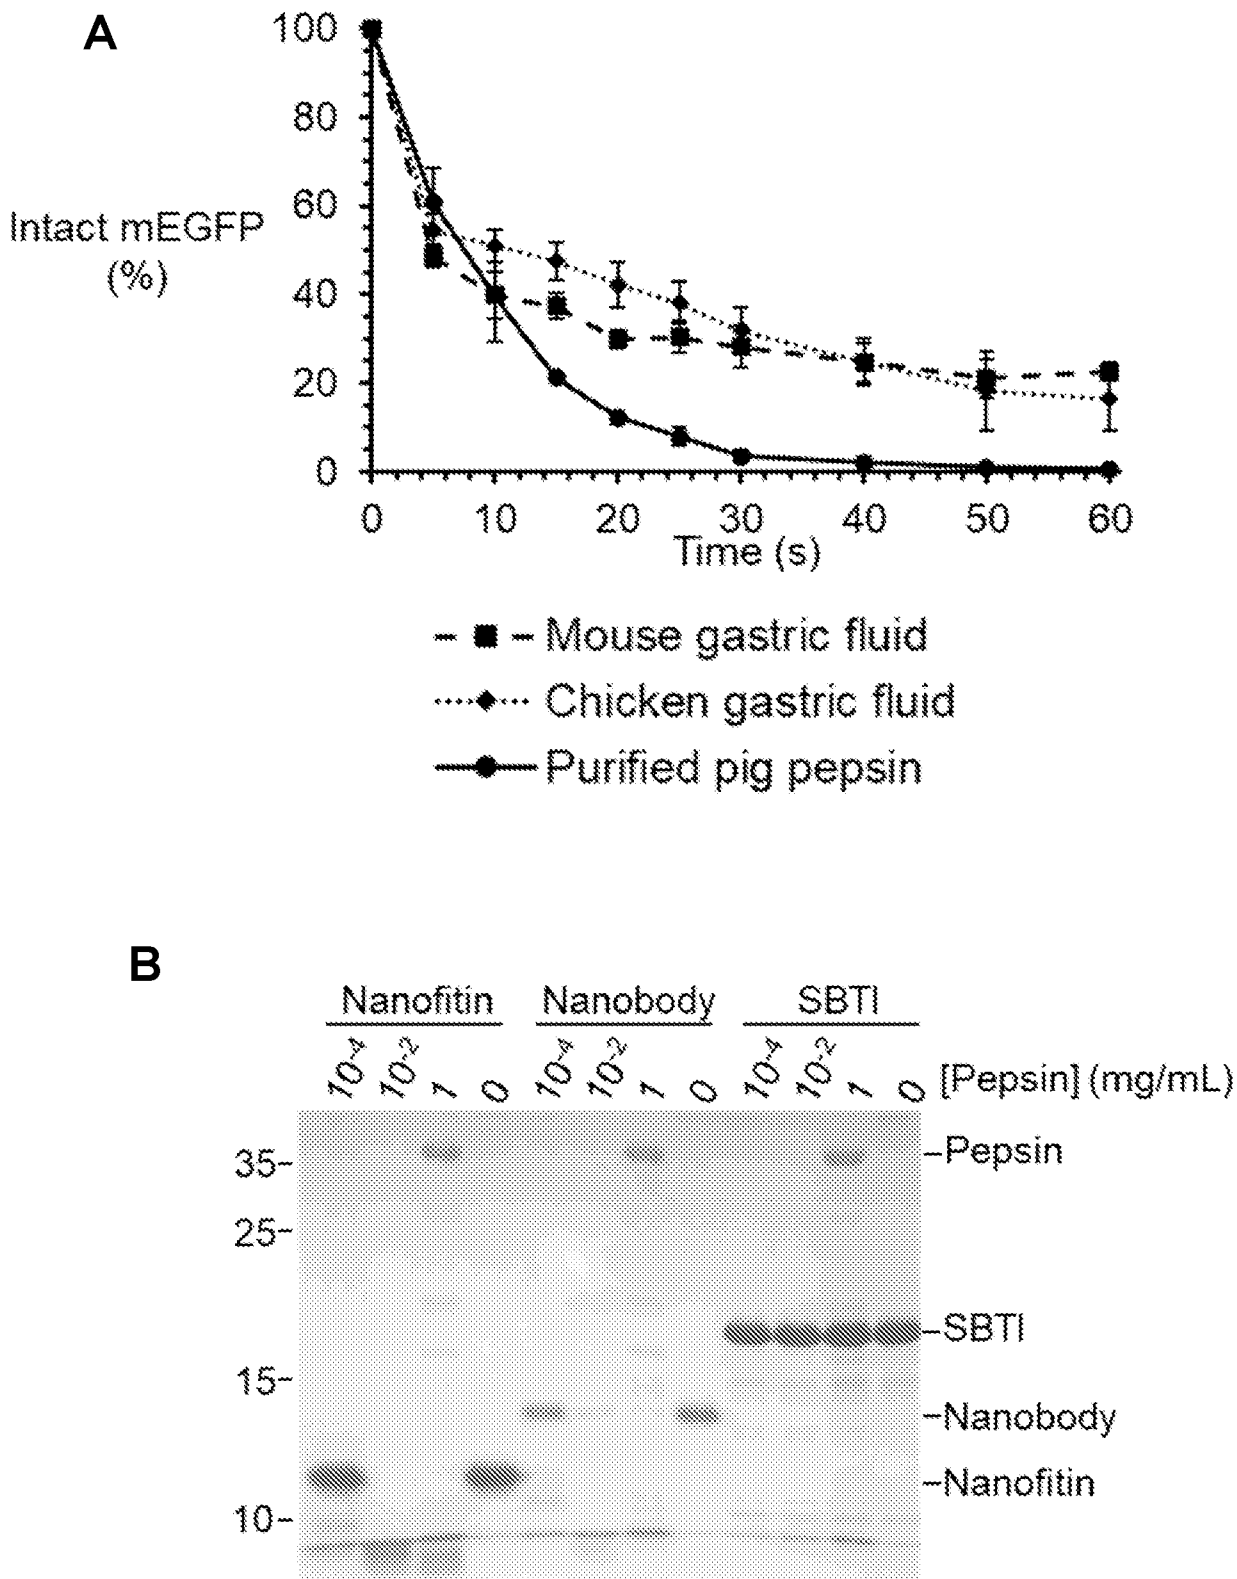 A
100
80
60
40
20
0
Intact mEGFP
(%)
0 10 20 30 40 50 60
Time (s)
Mouse gastric fluid
Chicken gastric fluid
Purified pig pepsin
B
Nanofitin Nanobody SBTI
10⁻⁴ 10⁻² 1 0 10⁻⁴ 10⁻² 1 0 10⁻⁴ 10⁻² 1 0 [Pepsin] (mg/mL)
35 Pepsin
25
SBTI
15
Nanobody
Nanofitin
10